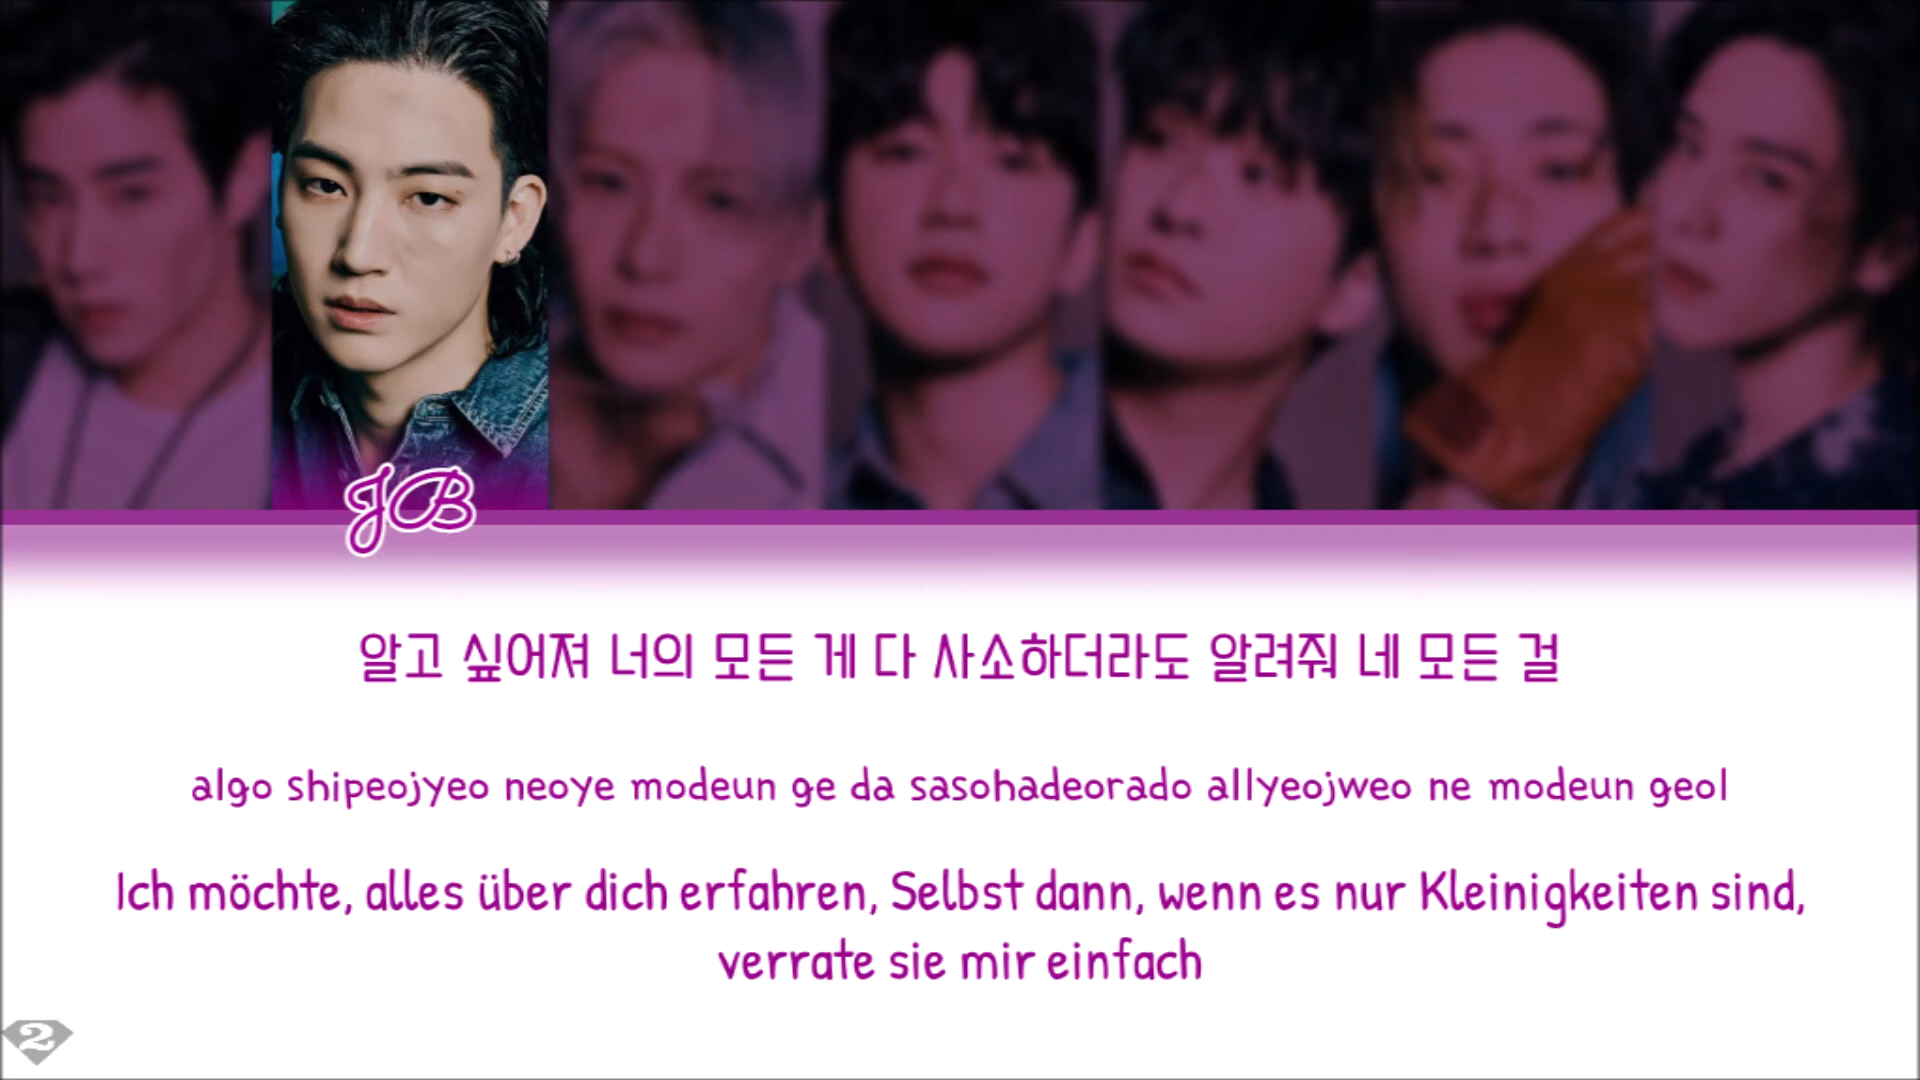 JB
알고 싶어져 너의 모든 게 다 사소하더라도 알려줘 네 모든 걸
algo shipeojyeo neoye modeun ge da sasohadeorado allyeojweo ne modeun geol
Ich möchte, alles über dich erfahren, Selbst dann, wenn es nur Kleinigkeiten sind,
verrate sie mir einfach
2